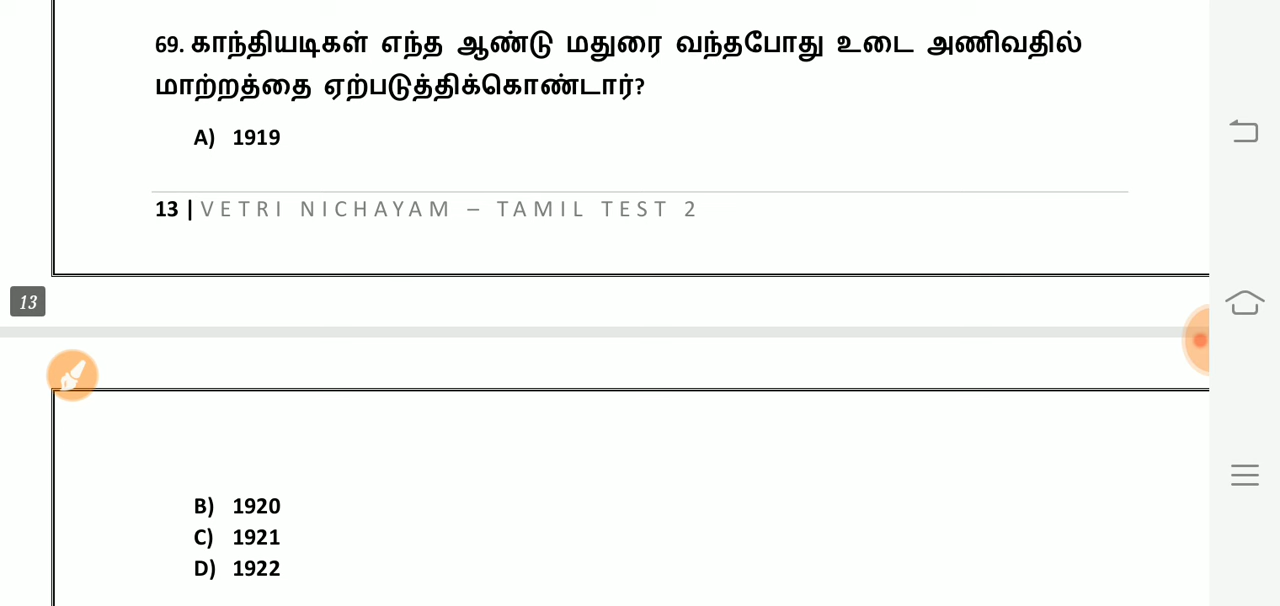 69. காந்தியடிகள் எந்த ஆண்டு மதுரை வந்தபோது உடை அணிவதில்
மாற்றத்தை ஏற்படுத்திக்கொண்டார்?
A) 1919
13 | VETRI NICHAYAM – TAMIL TEST 2
13
B) 1920
C) 1921
D) 1922